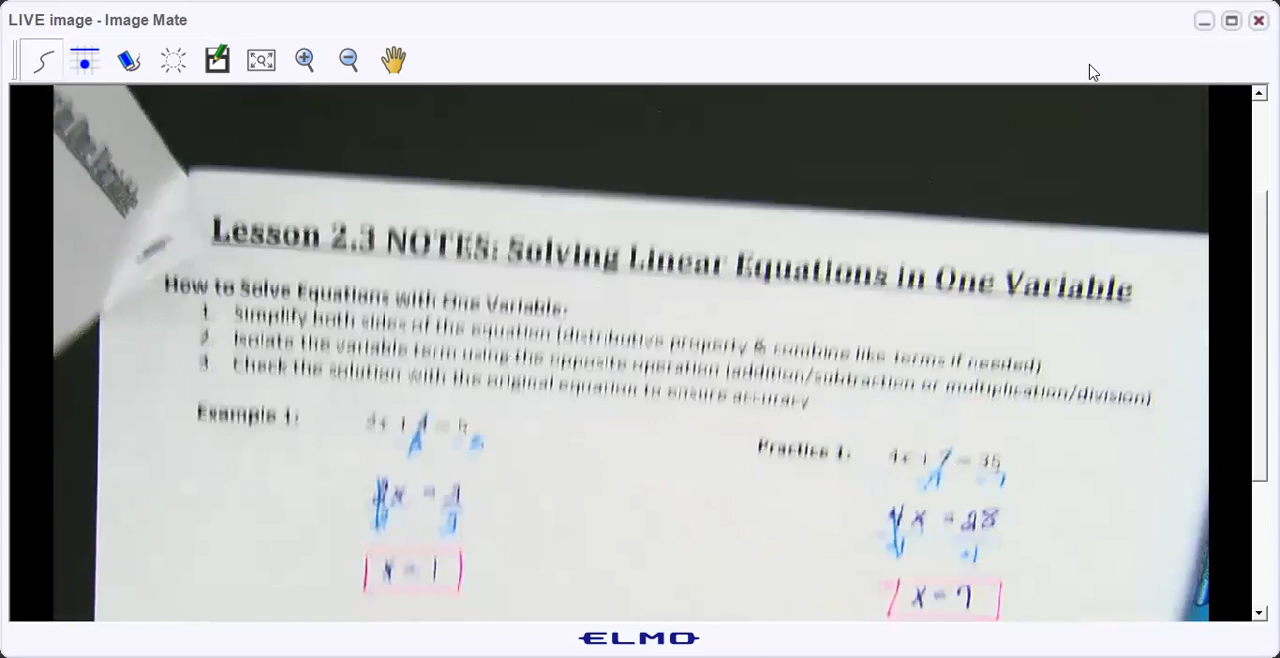 LIVE image - Image Mate
Lesson 2.3 NOTES: Solving Linear Equations in One Variable
How to Solve Equations with One Variable:
1. Simplify both sides of the equation (distributive property & combine like terms if needed)
2. Isolate the variable term using the opposite operation (addition/subtraction or multiplication/division)
3. Check the solution with the original equation to ensure accuracy
Example 1:
Practice 1: 4x + 7 = 35
x = 28
x = 1
x = 7
ELMO